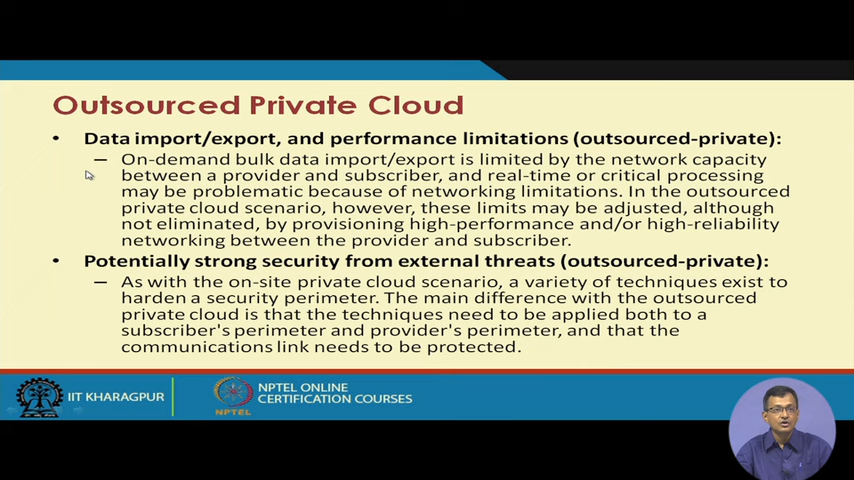 Outsourced Private Cloud
• Data import/export, and performance limitations (outsourced-private):
– On-demand bulk data import/export is limited by the network capacity
between a provider and subscriber, and real-time or critical processing
may be problematic because of networking limitations. In the outsourced
private cloud scenario, however, these limits may be adjusted, although
not eliminated, by provisioning high-performance and/or high-reliability
networking between the provider and subscriber.
• Potentially strong security from external threats (outsourced-private):
– As with the on-site private cloud scenario, a variety of techniques exist to
harden a security perimeter. The main difference with the outsourced
private cloud is that the techniques need to be applied both to a
subscriber's perimeter and provider's perimeter, and that the
communications link needs to be protected.
IIT KHARAGPUR
NPTEL
NPTEL ONLINE
CERTIFICATION COURSES